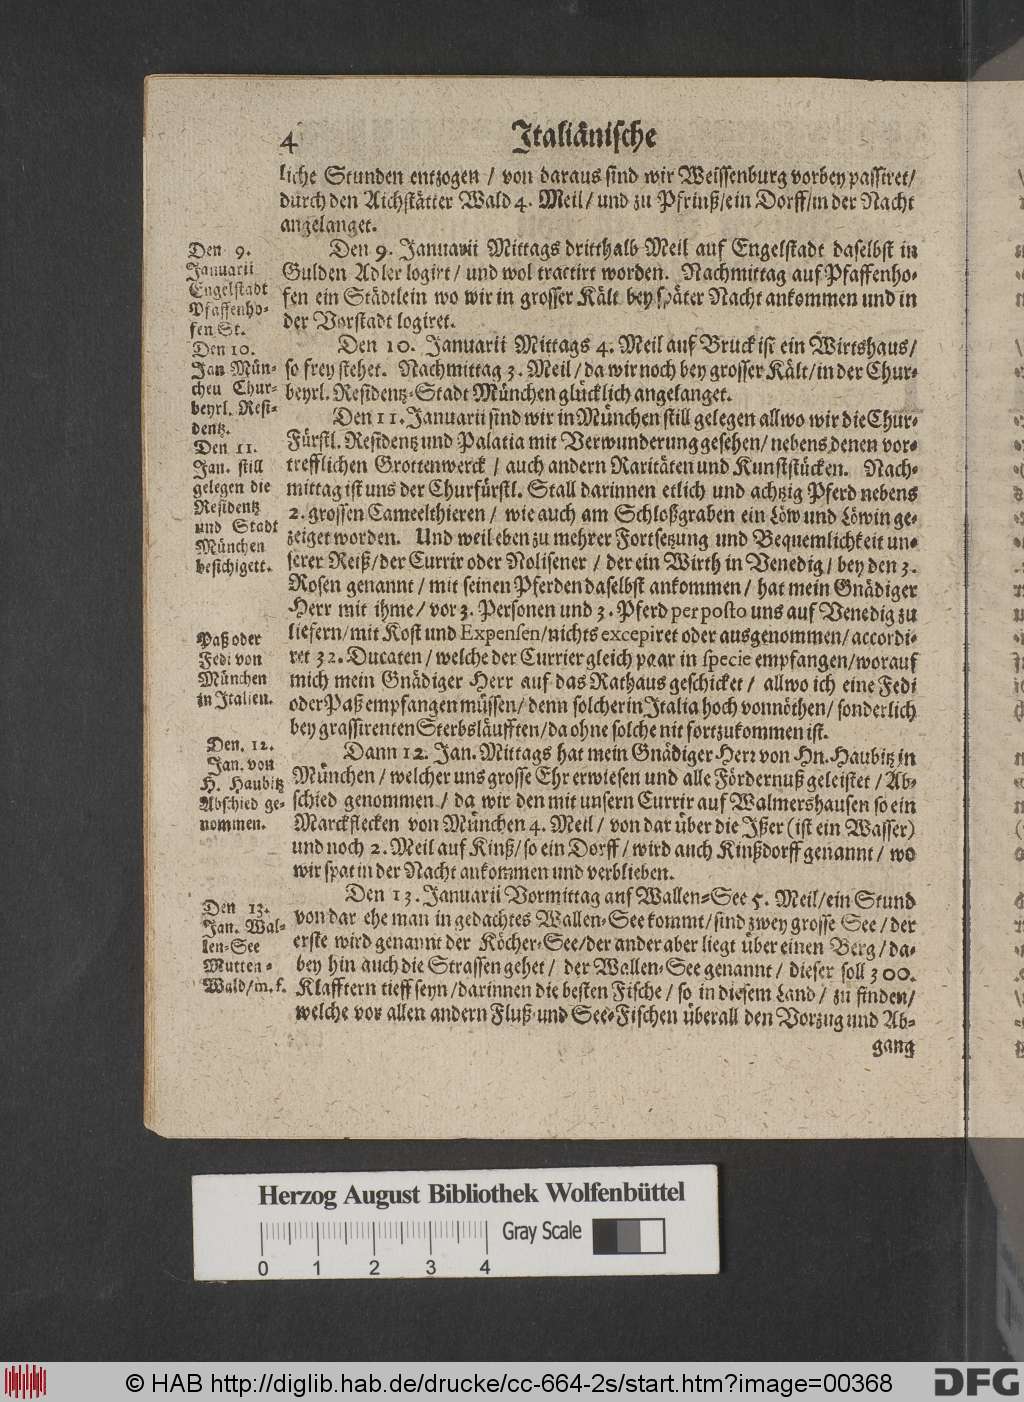 4 Italiänische
liche Stunden entzogen / von daraus sind wir Weissenburg vorbey passiret/
durch den Aichstätter Wald 4. Meil/ und zu Pfrinß/ein Dorff/in der Nacht
angelanget.
Den 9.
Januarii
Engelstadt
Pfaffenho-
fen St.
Den 9. Januarii Mittags dritthalb Meil auf Engelstadt daselbst in
Gulden Adler logirt / und wol tractirt worden. Nachmittag auf Pfaffenho-
fen ein Städtlein wo wir in grosser Kält bey später Nacht ankommen und in
der Vorstadt logiret.
Den 10.
Jan Mün-
chen Chur-
beyrl. Resi-
dentz.
Den 10. Januarii Mittags 4. Meil auf Bruck ist ein Wirtshaus/
so frey stehet. Nachmittag 3. Meil / da wir noch bey grosser Kält/in der Chur-
beyrl. Residentz-Stadt München glücklich angelanget.
Den 11.
Jan. still
gelegen die
Residentz
und Stadt
München
besichigett.
Den 11. Januarii sind wir in München still gelegen allwo wir die Chur-
Fürstl. Residentz und Palatia mit Verwunderung gesehen/ nebens denen vor-
trefflichen Grottenwerck / auch andern Raritäten und Kunststücken. Nach-
mittag ist uns der Churfürstl. Stall darinnen etlich und achtzig Pferd nebens
2. grossen Cameelthieren / wie auch am Schloßgraben ein Löw und Löwin ge-
zeiget worden. Und weil eben zu mehrer Fortsetzung und Bequemlichkeit un-
serer Reiß/der Currir oder Nolisener / der ein Wirth in Venedig / bey den 3.
Rosen genannt / mit seinen Pferden daselbst ankommen / hat mein Gnädiger
Herr mit ihme / vor 3. Personen und 3. Pferd per posto uns auf Venedig zu
liefern/mit Kost und Expensen/nichts excepiret oder ausgenommen/accordi-
ret 32. Ducaten / welche der Currier gleich paar in specie empfangen/worauf
mich mein Gnädiger Herr auf das Rathaus geschicket / allwo ich eine Fedi
oder Paß empfangen müssen/ denn solcher in Italia hoch vonnöthen/ sonderlich
bey grassirenten Sterbsläufften/da ohne solche nit fortzukommen ist.
Paß oder
Fedi von
München
in Italien.
Den. 12.
Jan. von
H. Haubitz
Abschied ge-
nommen.
Dann 12. Jan. Mittags hat mein Gnädiger Herr von Hn. Haubitz in
München / welcher uns grosse Ehr erwiesen und alle Fördernuß geleistet / Ab-
schied genommen / da wir den mit unsern Currir auf Walmershausen so ein
Marckflecken von München 4. Meil / von dar über die Ißer (ist ein Wasser)
und noch 2. Meil auf Kinß/ so ein Dorff / wird auch Kinßdorff genannt / wo
wir spat in der Nacht ankommen und verblieben.
Den 13.
Jan. Wal-
len-See
Mutten-
Wald/m. f.
Den 13. Januarii Vormittag auf Wallen-See 5. Meil/ein Stund
von dar ehe man in gedachtes Wallen-See kommt/ sind zwey grosse See / der
erste wird genannt der Köcher-See/der ander aber liegt über einen Berg / da-
bey hin auch die Strassen gehet / der Wallen-See genannt / dieser soll 300.
Klafftern tieff seyn /darinnen die besten Fische / so in diesem Land / zu finden/
welche vor allen andern Fluß-und See-Fischen überall den Vorzug und Ab-
gang
Herzog August Bibliothek Wolfenbüttel
Gray Scale
0 1 2 3 4
© HAB http://diglib.hab.de/drucke/cc-664-2s/start.htm?image=00368
DFG